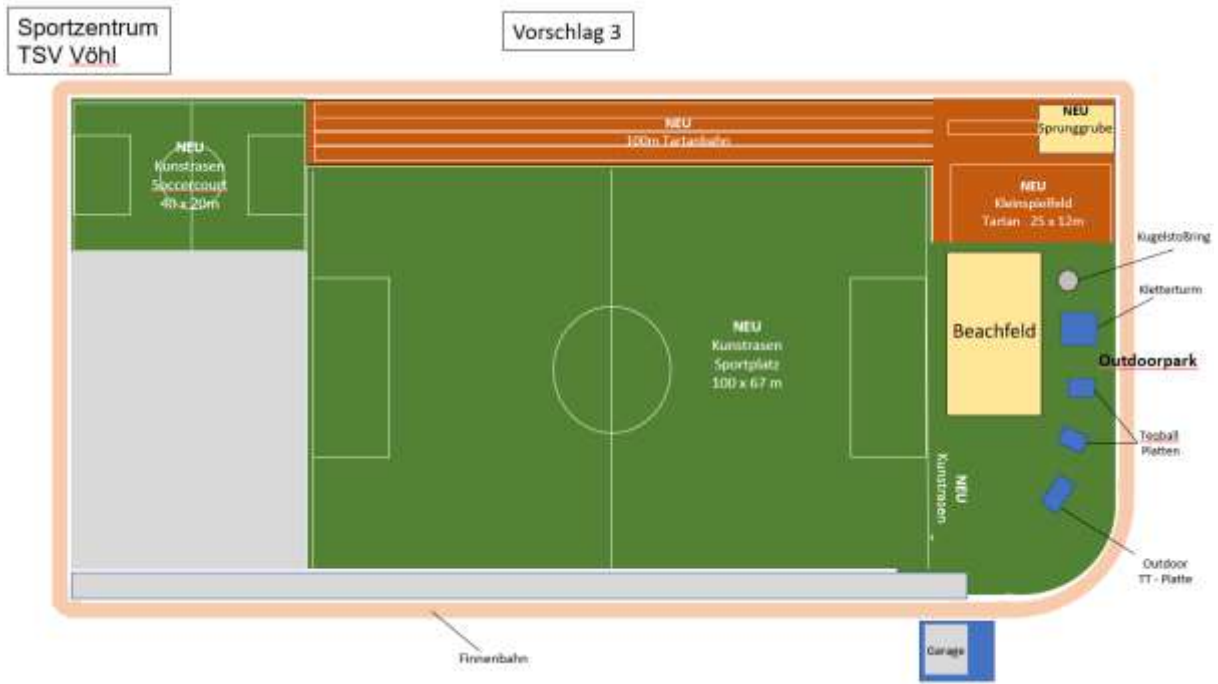 Sportzentrum
TSV Vöhl
Vorschlag 3
NEU
Kunstrasen
Soccercourt
40 x 20m
NEU
100m Tartanbahn
NEU
Sprunggrube
NEU
Kleinspielfeld
Tartan 25 x 12m
Kugelstoßring
Kletterturm
Beachfeld
Outdoorpark
NEU
Kunstrasen
Sportplatz
100 x 67 m
Teqball
Platten
NEU
Kunstrasen
Outdoor
TT - Platte
Finnenbahn
Garage